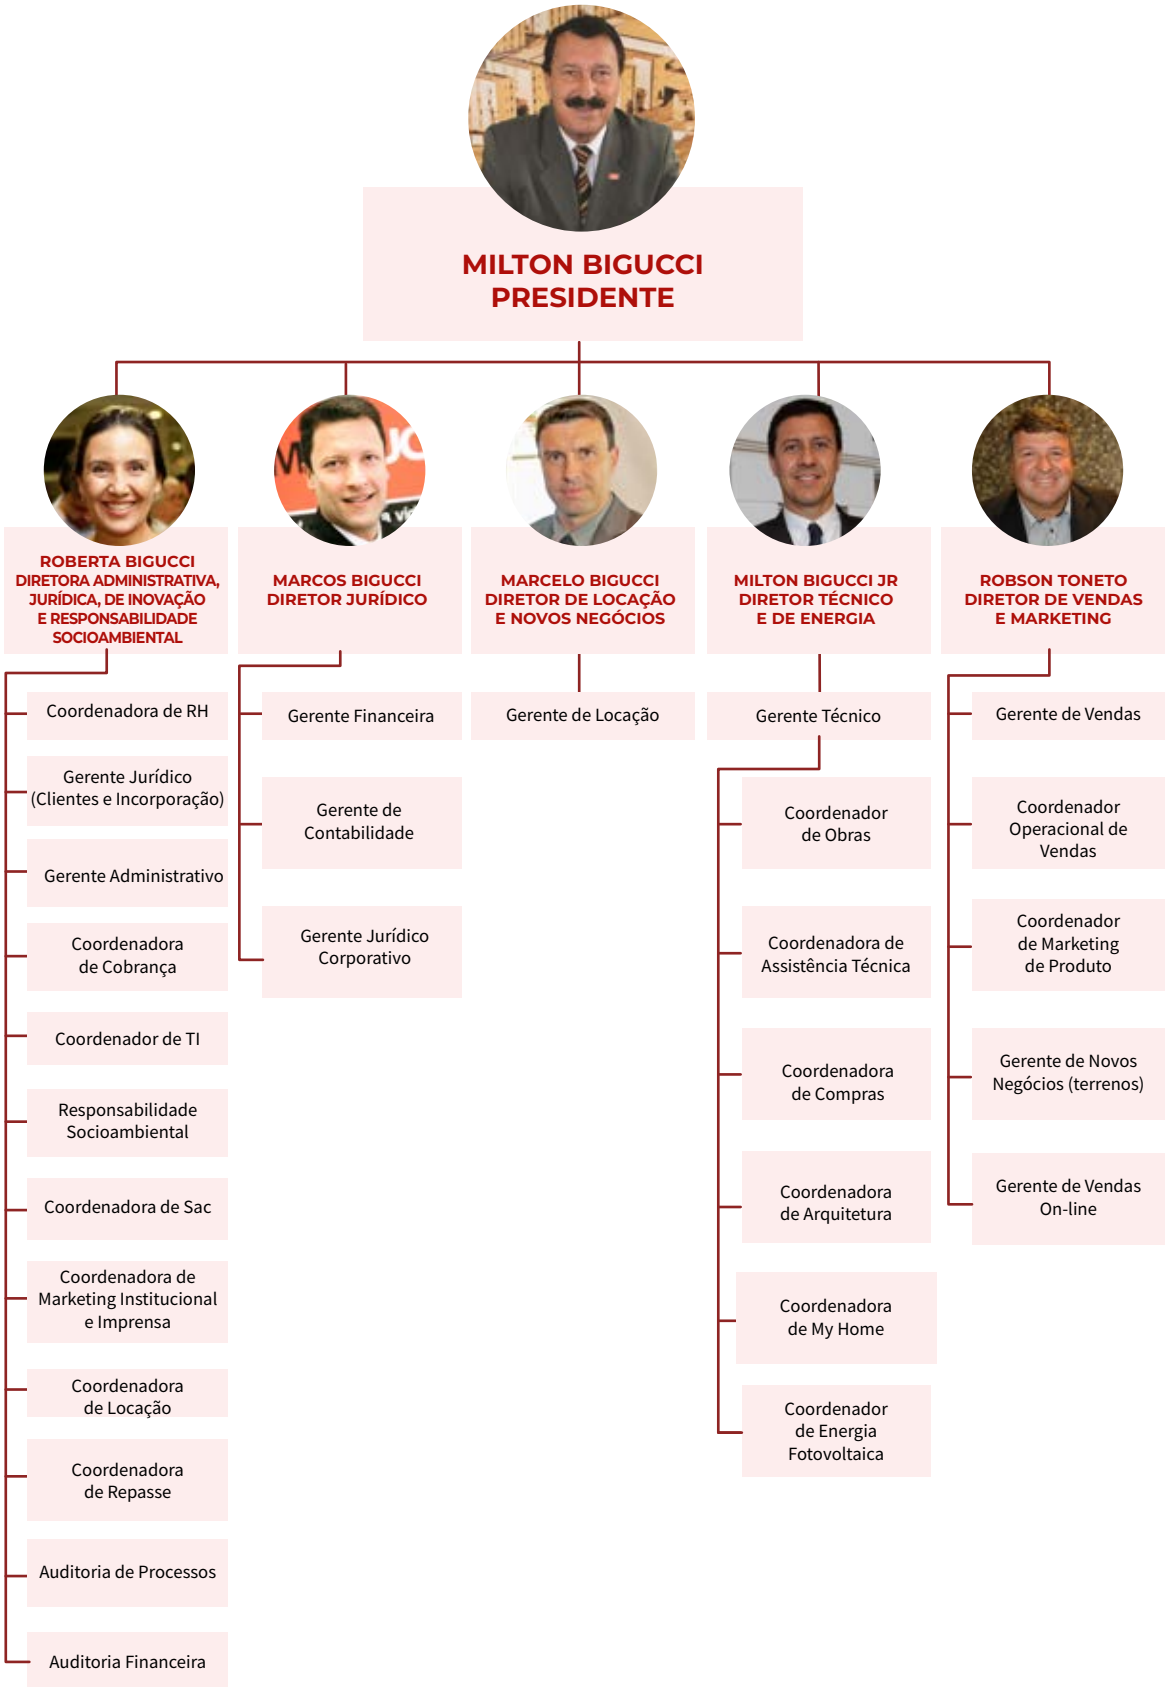 MILTON BIGUCCI
PRESIDENTE
ROBERTA BIGUCCI
DIRETORA ADMINISTRATIVA,
JURÍDICA, DE INOVAÇÃO
E RESPONSABILIDADE
SOCIOAMBIENTAL
Coordenadora de RH
Gerente Jurídico
(Clientes e Incorporação)
Gerente Administrativo
Coordenadora
de Cobrança
Coordenador de TI
Responsabilidade
Socioambiental
Coordenadora de Sac
Coordenadora de
Marketing Institucional
e Imprensa
Coordenadora
de Locação
Coordenadora
de Repasse
Auditoria de Processos
Auditoria Financeira
MARCOS BIGUCCI
DIRETOR JURÍDICO
Gerente Financeira
Gerente de
Contabilidade
Gerente Jurídico
Corporativo
MARCELO BIGUCCI
DIRETOR DE LOCAÇÃO
E NOVOS NEGÓCIOS
Gerente de Locação
MILTON BIGUCCI JR
DIRETOR TÉCNICO
E DE ENERGIA
Gerente Técnico
Coordenador
de Obras
Coordenadora de
Assistência Técnica
Coordenadora
de Compras
Coordenadora
de Arquitetura
Coordenadora
de My Home
Coordenador
de Energia
Fotovoltaica
ROBSON TONETO
DIRETOR DE VENDAS
E MARKETING
Gerente de Vendas
Coordenador
Operacional de
Vendas
Coordenador
de Marketing
de Produto
Gerente de Novos
Negócios (terrenos)
Gerente de Vendas
On-line